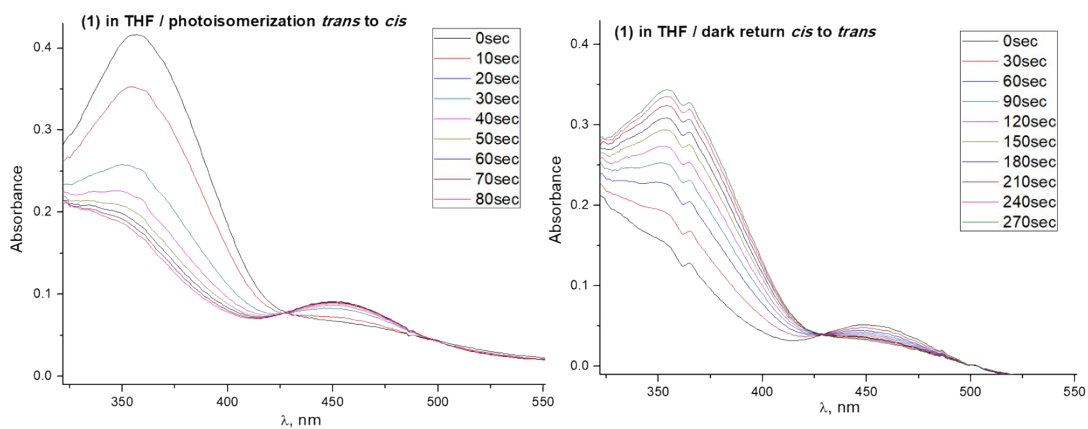 (1) in THF / photoisomerization trans to cis
0sec
10sec
20sec
30sec
40sec
50sec
60sec
70sec
80sec
Absorbance
0.4
0.3
0.2
0.1
0.0
350
400
450
500
550
λ, nm
(1) in THF / dark return cis to trans
0sec
30sec
60sec
90sec
120sec
150sec
180sec
210sec
240sec
270sec
Absorbance
0.4
0.3
0.2
0.1
0.0
350
400
450
500
550
λ, nm